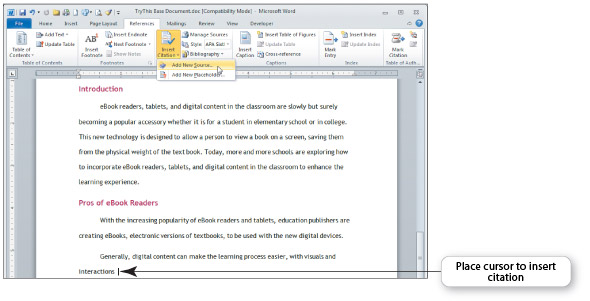 TryThis Base Document.doc [Compatibility Mode] - Microsoft Word
File Home Insert Page Layout References Mailings Review View Developer
Table of Contents Add Text Update Table
Insert Footnote Insert Endnote Next Footnote Show Notes
Insert Citation Manage Sources Style: APA Sixt Bibliography
Insert Caption Insert Table of Figures Update Table Cross-reference
Mark Entry Insert Index Update Index
Mark Citation
Table of Contents Footnotes Captions Index Table of Auth...
Add New Source...
Add New Placeholder...
Introduction
eBook readers, tablets, and digital content in the classroom are slowly but surely
becoming a popular accessory whether it is for a student in elementary school or in college.
This new technology is designed to allow a person to view a book on a screen, saving them
from the physical weight of the text book. Today, more and more schools are exploring how
to incorporate eBook readers, tablets, and digital content in the classroom to enhance the
learning experience.
Pros of eBook Readers
With the increasing popularity of eBook readers and tablets, education publishers are
creating eBooks, electronic versions of textbooks, to be used with the new digital devices.
Generally, digital content can make the learning process easier, with visuals and
interactions
Place cursor to insert
citation